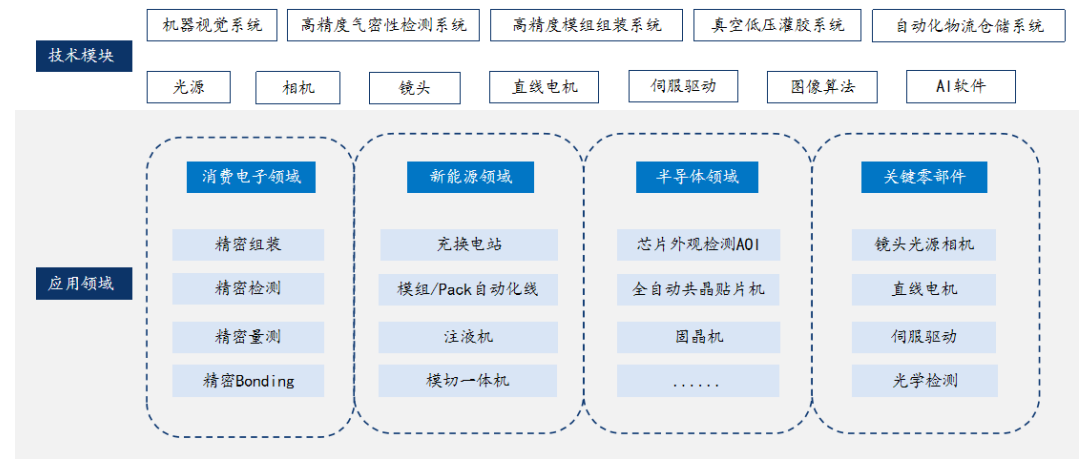 机器视觉系统 高精度气密性检测系统 高精度模组组装系统 真空低压灌胶系统 自动化物流仓储系统
技术模块
光源 相机 镜头 直线电机 伺服驱动 图像算法 AI软件
消费电子领域 新能源领域 半导体领域 关键零部件
精密组装 充换电站 芯片外观检测AOI 镜头光源相机
应用领域
精密检测 模组/Pack自动化线 全自动共晶贴片机 直线电机
精密量测 注液机 固晶机 伺服驱动
精密Bonding 模切一体机 ...... 光学检测